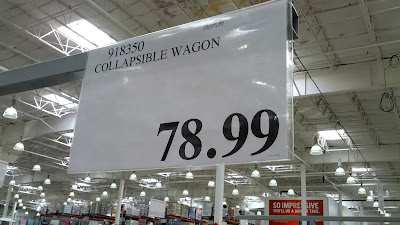 918350
COLLAPSIBLE WAGON
78.99
SO IMPRESSIVE